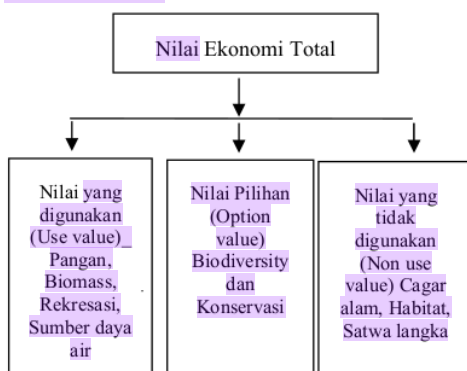 Nilai Ekonomi Total
Nilai yang
digunakan
(Use value)_
Pangan,
Biomass,
Rekresasi,
Sumber daya
air
Nilai Pilihan
(Option
value)
Biodiversity
dan
Konservasi
Nilai yang
tidak
digunakan
(Non use
value) Cagar
alam, Habitat,
Satwa langka